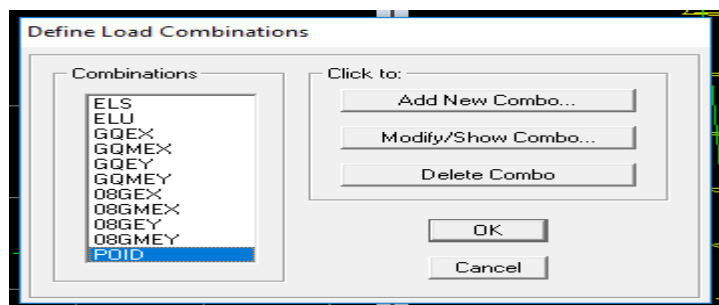 Define Load Combinations
Combinations
ELS
ELU
GQEX
GQMEX
GQEY
GQMEY
08GEX
08GMEX
08GEY
08GMEY
POID
Click to:
Add New Combo...
Modify/Show Combo...
Delete Combo
OK
Cancel